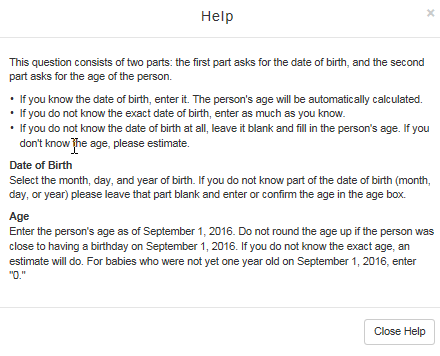 Help
×
This question consists of two parts: the first part asks for the date of birth, and the second
part asks for the age of the person.
• If you know the date of birth, enter it. The person's age will be automatically calculated.
• If you do not know the exact date of birth, enter as much as you know.
• If you do not know the date of birth at all, leave it blank and fill in the person's age. If you
don't know the age, please estimate.
Date of Birth
Select the month, day, and year of birth. If you do not know part of the date of birth (month,
day, or year) please leave that part blank and enter or confirm the age in the age box.
Age
Enter the person's age as of September 1, 2016. Do not round the age up if the person was
close to having a birthday on September 1, 2016. If you do not know the exact age, an
estimate will do. For babies who were not yet one year old on September 1, 2016, enter
"0."
Close Help